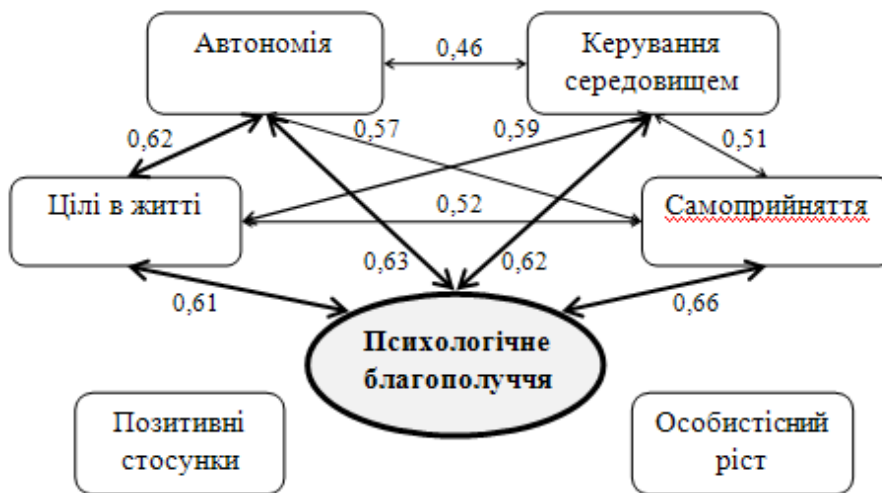 Автономія
0,46
Керування
середовищем
0,62
0,57
0,59
0,51
Цілі в житті
0,52
Самоприйняття
0,63
0,62
0,61
0,66
Психологічне
благополуччя
Позитивні
стосунки
Особистісний
ріст